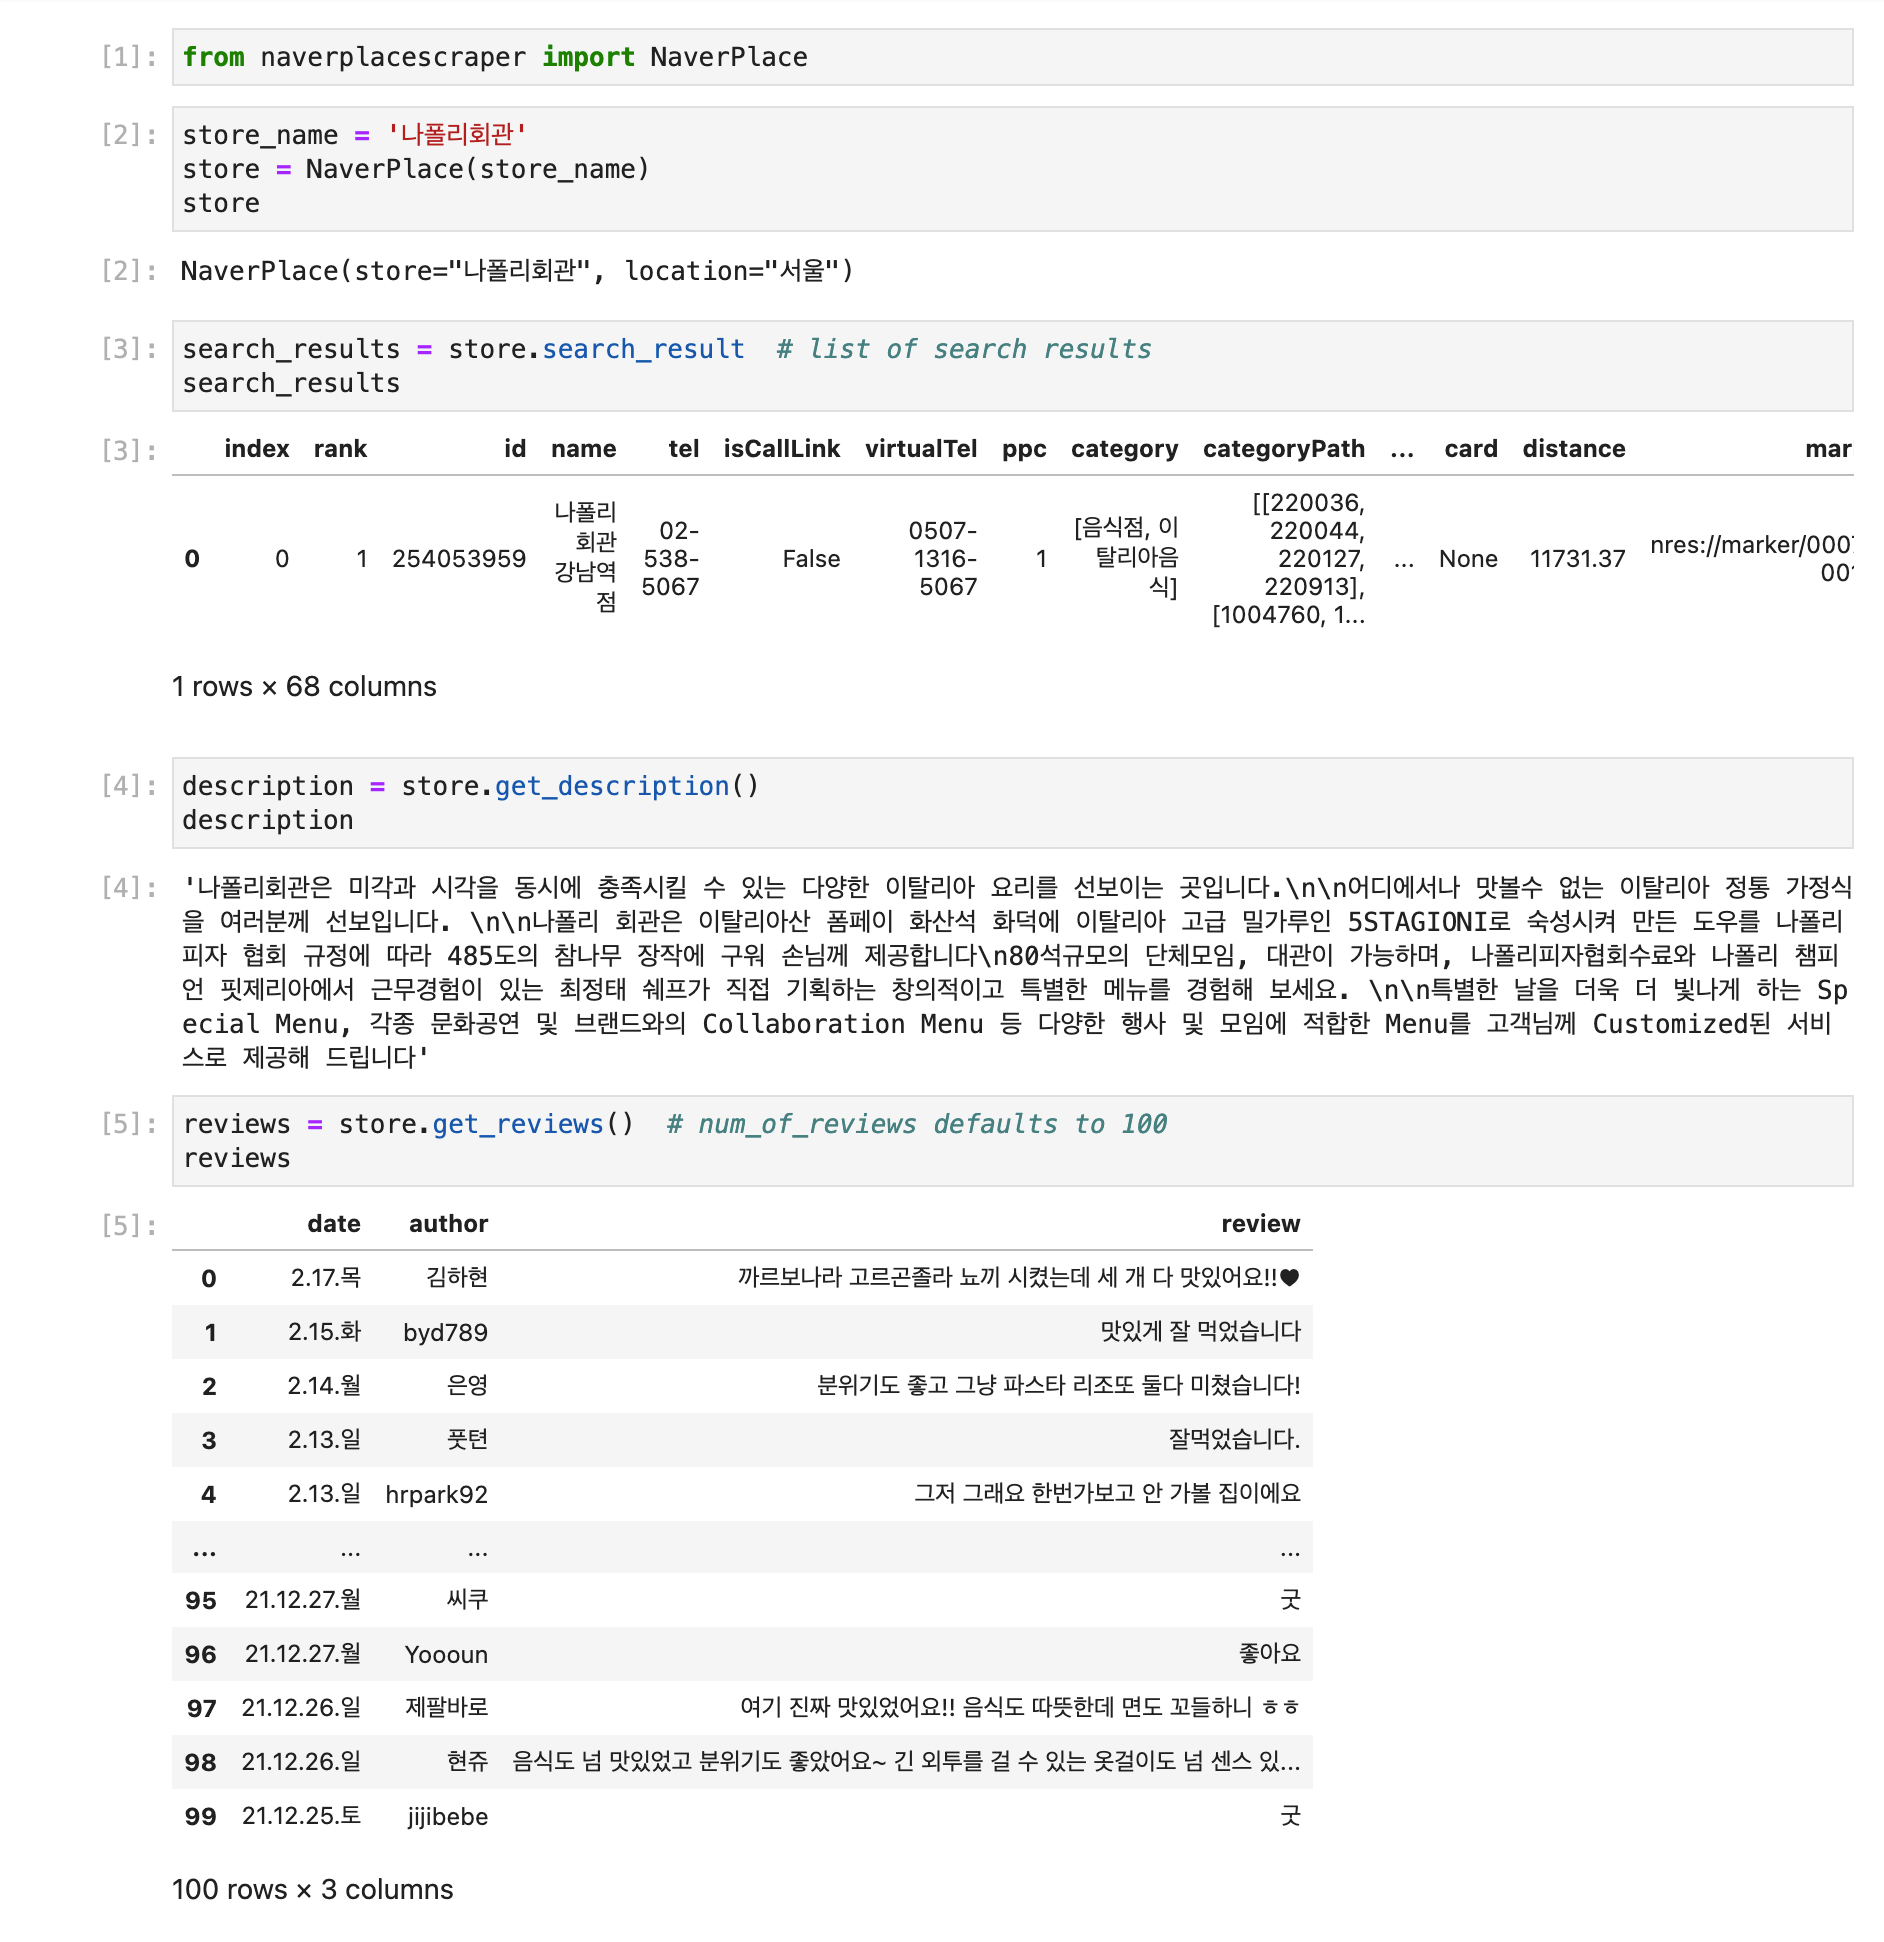 [1]: from naverplacescraper import NaverPlace
[2]: store_name = '나폴리회관'
store = NaverPlace(store_name)
store
[2]: NaverPlace(store="나폴리회관", location="서울")
[3]: search_results = store.search_result # list of search results
search_results
[3]: index rank id name tel isCallLink virtualTel ppc category categoryPath ... card distance mar
0 0 1 254053959 나폴리회관 강남역점 02-538-5067 False 0507-1316-5067 1 [음식점, 이탈리아음식] [[220036, 220044, 220127, 220913], [1004760, 1... ... None 11731.37 nres://marker/000
1 rows × 68 columns
[4]: description = store.get_description()
description
[4]: '나폴리회관은 미각과 시각을 동시에 충족시킬 수 있는 다양한 이탈리아 요리를 선보이는 곳입니다.\n\n어디에서나 맛볼수 없는 이탈리아 정통 가정식
을 여러분께 선보입니다. \n\n나폴리 회관은 이탈리아산 폼페이 화산석 화덕에 이탈리아 고급 밀가루인 5STAGIONI로 숙성시켜 만든 도우를 나폴리
피자 협회 규정에 따라 485도의 참나무 장작에 구워 손님께 제공합니다\n80석규모의 단체모임, 대관이 가능하며, 나폴리피자협회수료와 나폴리 챔피
언 핏제리아에서 근무경험이 있는 최정태 쉐프가 직접 기획하는 창의적이고 특별한 메뉴를 경험해 보세요. \n\n특별한 날을 더욱 더 빛나게 하는 Sp
ecial Menu, 각종 문화공연 및 브랜드와의 Collaboration Menu 등 다양한 행사 및 모임에 적합한 Menu를 고객님께 Customized된 서비
스로 제공해 드립니다'
[5]: reviews = store.get_reviews() # num_of_reviews defaults to 100
reviews
[5]: date author review
0 2.17.목 김하현 까르보나라 고르곤졸라 뇨끼 시켰는데 세 개 다 맛있어요!!♥
1 2.15.화 byd789 맛있게 잘 먹었습니다
2 2.14.월 은영 분위기도 좋고 그냥 파스타 리조또 둘다 미쳤습니다!
3 2.13.일 풋텬 잘먹었습니다.
4 2.13.일 hrpark92 그저 그래요 한번가보고 안 가볼 집이에요
... ... ... ...
95 21.12.27.월 씨쿠 굿
96 21.12.27.월 Yoooun 좋아요
97 21.12.26.일 제팔바로 여기 진짜 맛있었어요!! 음식도 따뜻한데 면도 꼬들하니 ㅎㅎ
98 21.12.26.일 현쥬 음식도 넘 맛있었고 분위기도 좋았어요~ 긴 외투를 걸 수 있는 옷걸이도 넘 센스 있...
99 21.12.25.토 jijibebe 굿
100 rows × 3 columns